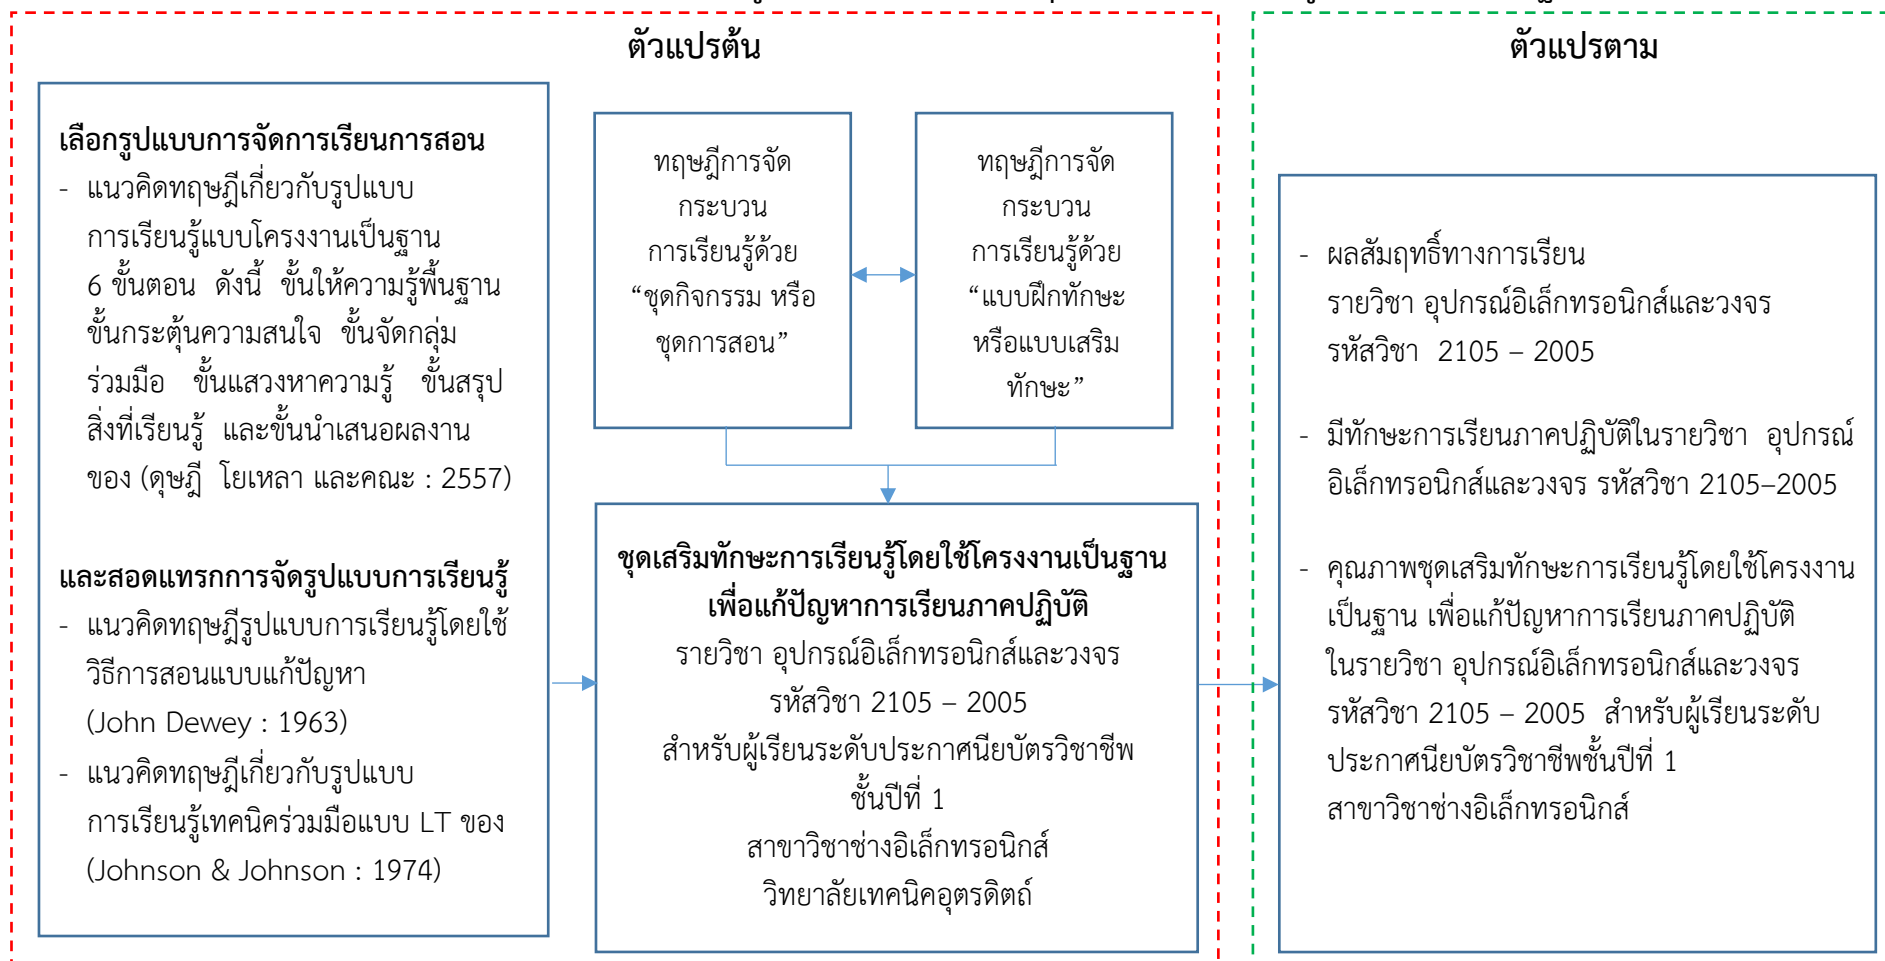 ตัวแปรต้น
เลือกรูปแบบการจัดการเรียนการสอน
- แนวคิดทฤษฎีเกี่ยวกับรูปแบบ
การเรียนรู้แบบโครงงานเป็นฐาน
6 ขั้นตอน ดังนี้ ขั้นให้ความรู้พื้นฐาน
ขั้นกระตุ้นความสนใจ ขั้นจัดกลุ่ม
ร่วมมือ ขั้นแสวงหาความรู้ ขั้นสรุป
สิ่งที่เรียนรู้ และขั้นนำเสนอผลงาน
ของ (ดุษฎี โยเหลา และคณะ : 2557)
และสอดแทรกการจัดรูปแบบการเรียนรู้
- แนวคิดทฤษฎีรูปแบบการเรียนรู้โดยใช้
วิธีการสอนแบบแก้ปัญหา
(John Dewey : 1963)
- แนวคิดทฤษฎีเกี่ยวกับรูปแบบ
การเรียนรู้เทคนิคร่วมมือแบบ LT ของ
(Johnson & Johnson : 1974)
ทฤษฎีการจัด
กระบวน
การเรียนรู้ด้วย
“ชุดกิจกรรม หรือ
ชุดการสอน”
ทฤษฎีการจัด
กระบวน
การเรียนรู้ด้วย
“แบบฝึกทักษะ
หรือแบบเสริม
ทักษะ”
ชุดเสริมทักษะการเรียนรู้โดยใช้โครงงานเป็นฐาน
เพื่อแก้ปัญหาการเรียนภาคปฏิบัติ
รายวิชา อุปกรณ์อิเล็กทรอนิกส์และวงจร
รหัสวิชา 2105 – 2005
สำหรับผู้เรียนระดับประกาศนียบัตรวิชาชีพ
ชั้นปีที่ 1
สาขาวิชาช่างอิเล็กทรอนิกส์
วิทยาลัยเทคนิคอุตรดิตถ์
ตัวแปรตาม
- ผลสัมฤทธิ์ทางการเรียน
รายวิชา อุปกรณ์อิเล็กทรอนิกส์และวงจร
รหัสวิชา 2105 – 2005
- มีทักษะการเรียนภาคปฏิบัติในรายวิชา อุปกรณ์
อิเล็กทรอนิกส์และวงจร รหัสวิชา 2105–2005
- คุณภาพชุดเสริมทักษะการเรียนรู้โดยใช้โครงงาน
เป็นฐาน เพื่อแก้ปัญหาการเรียนภาคปฏิบัติ
ในรายวิชา อุปกรณ์อิเล็กทรอนิกส์และวงจร
รหัสวิชา 2105 – 2005 สำหรับผู้เรียนระดับ
ประกาศนียบัตรวิชาชีพชั้นปีที่ 1
สาขาวิชาช่างอิเล็กทรอนิกส์